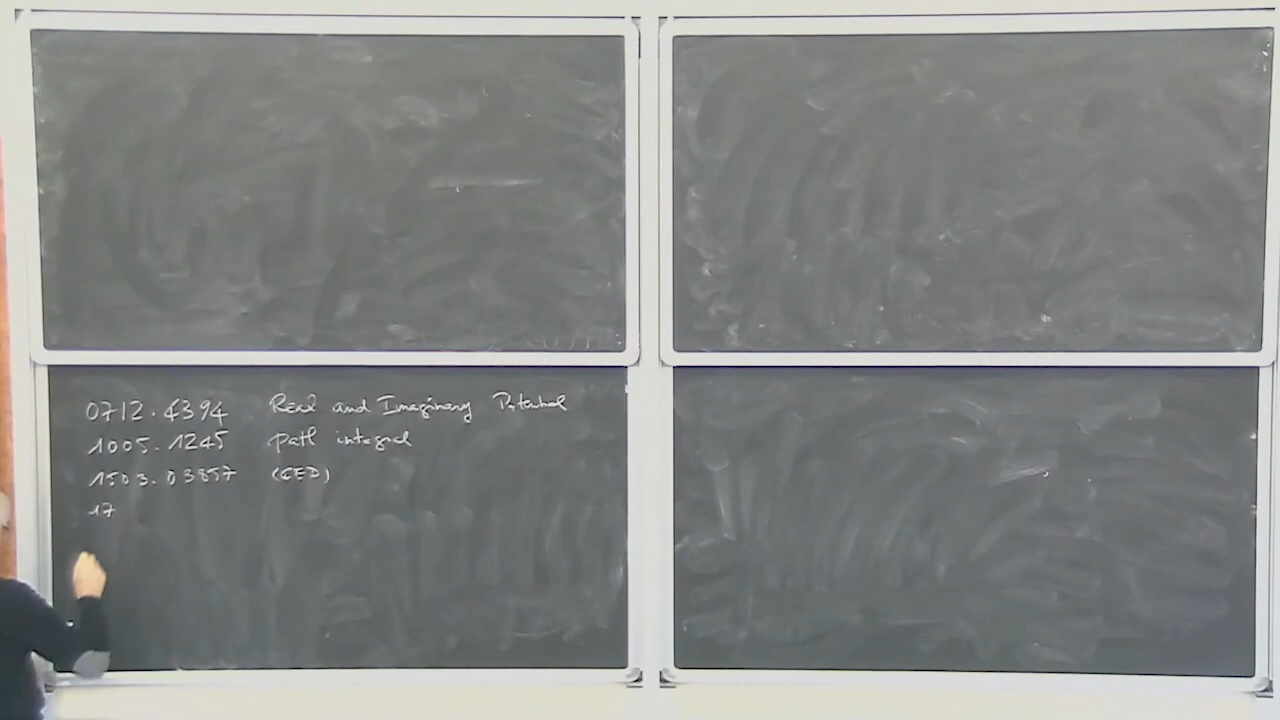 0712.4394 Real and Imaginary Potential
1005.1245 path integral
1503.03857 (QED)
17